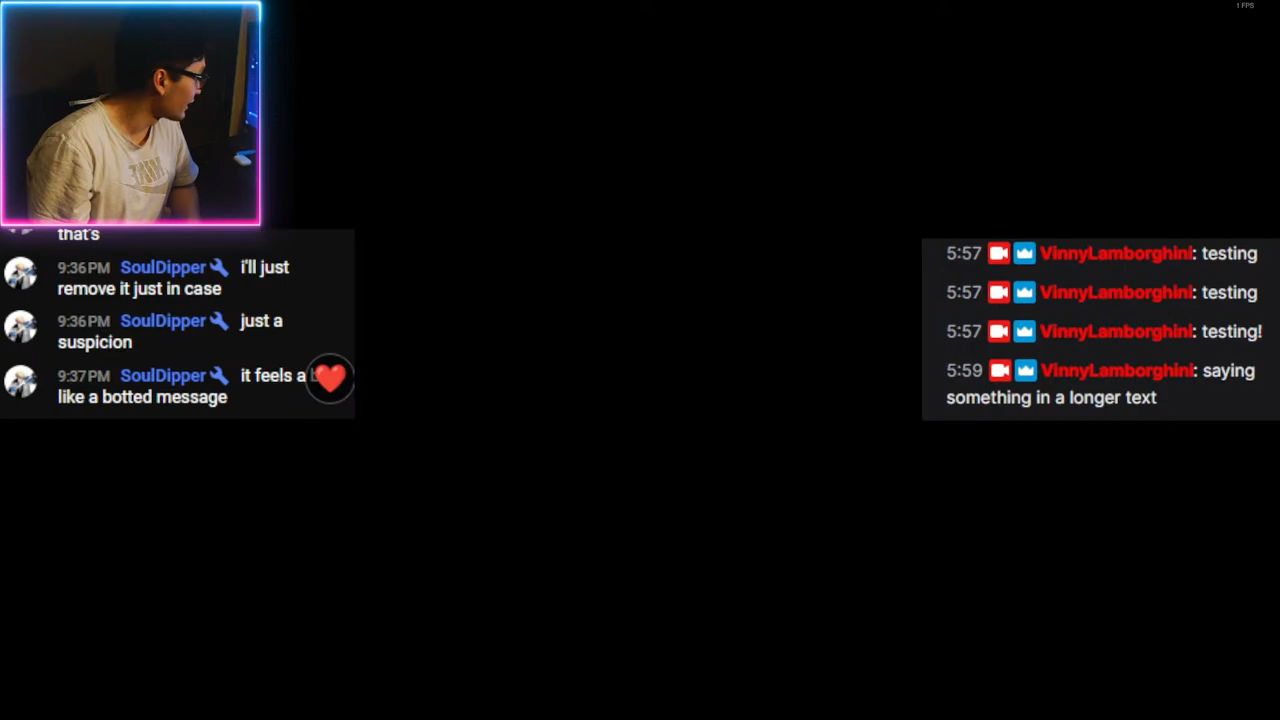 1 FPS
that's
9:36PM SoulDipper i'll just
remove it just in case
9:36PM SoulDipper just a
suspicion
9:37PM SoulDipper it feels a
like a botted message
5:57 VinnyLamborghini: testing
5:57 VinnyLamborghini: testing
5:57 VinnyLamborghini: testing!
5:59 VinnyLamborghini: saying
something in a longer text